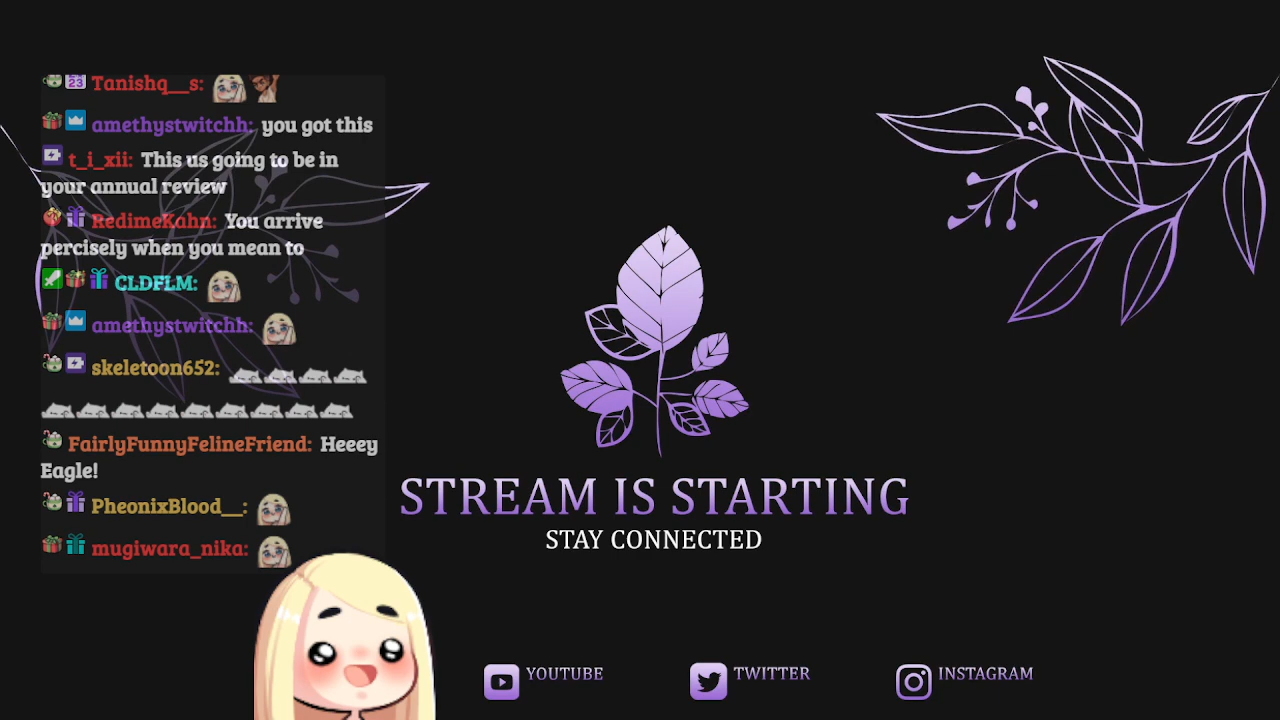 23
Tanishq__s:
amethystwitchh: you got this
t_i_xii: This us going to be in
your annual review
RedimeKahn: You arrive
percisely when you mean to
CLDFLM:
amethystwitchh:
skeletoon652:
FairlyFunnyFelineFriend: Heeey
Eagle!
PheonixBlood__:
mugiwara_nika:
STREAM IS STARTING
STAY CONNECTED
YOUTUBE
TWITTER
INSTAGRAM